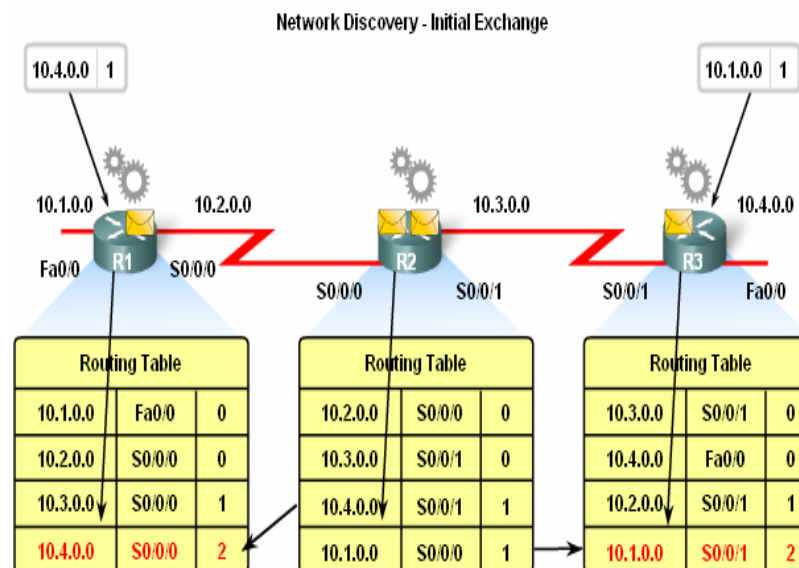 Network Discovery - Initial Exchange
10.4.0.0 1
10.1.0.0 1
10.1.0.0
10.2.0.0
10.3.0.0
10.4.0.0
R1
R2
R3
Fa0/0
S0/0/0
S0/0/0
S0/0/1
S0/0/1
Fa0/0
Routing Table
10.1.0.0 Fa0/0 0
10.2.0.0 S0/0/0 0
10.3.0.0 S0/0/0 1
10.4.0.0 S0/0/0 2
Routing Table
10.2.0.0 S0/0/0 0
10.3.0.0 S0/0/1 0
10.4.0.0 S0/0/1 1
10.1.0.0 S0/0/0 1
Routing Table
10.3.0.0 S0/0/1 0
10.4.0.0 Fa0/0 0
10.2.0.0 S0/0/1 1
10.1.0.0 S0/0/1 2